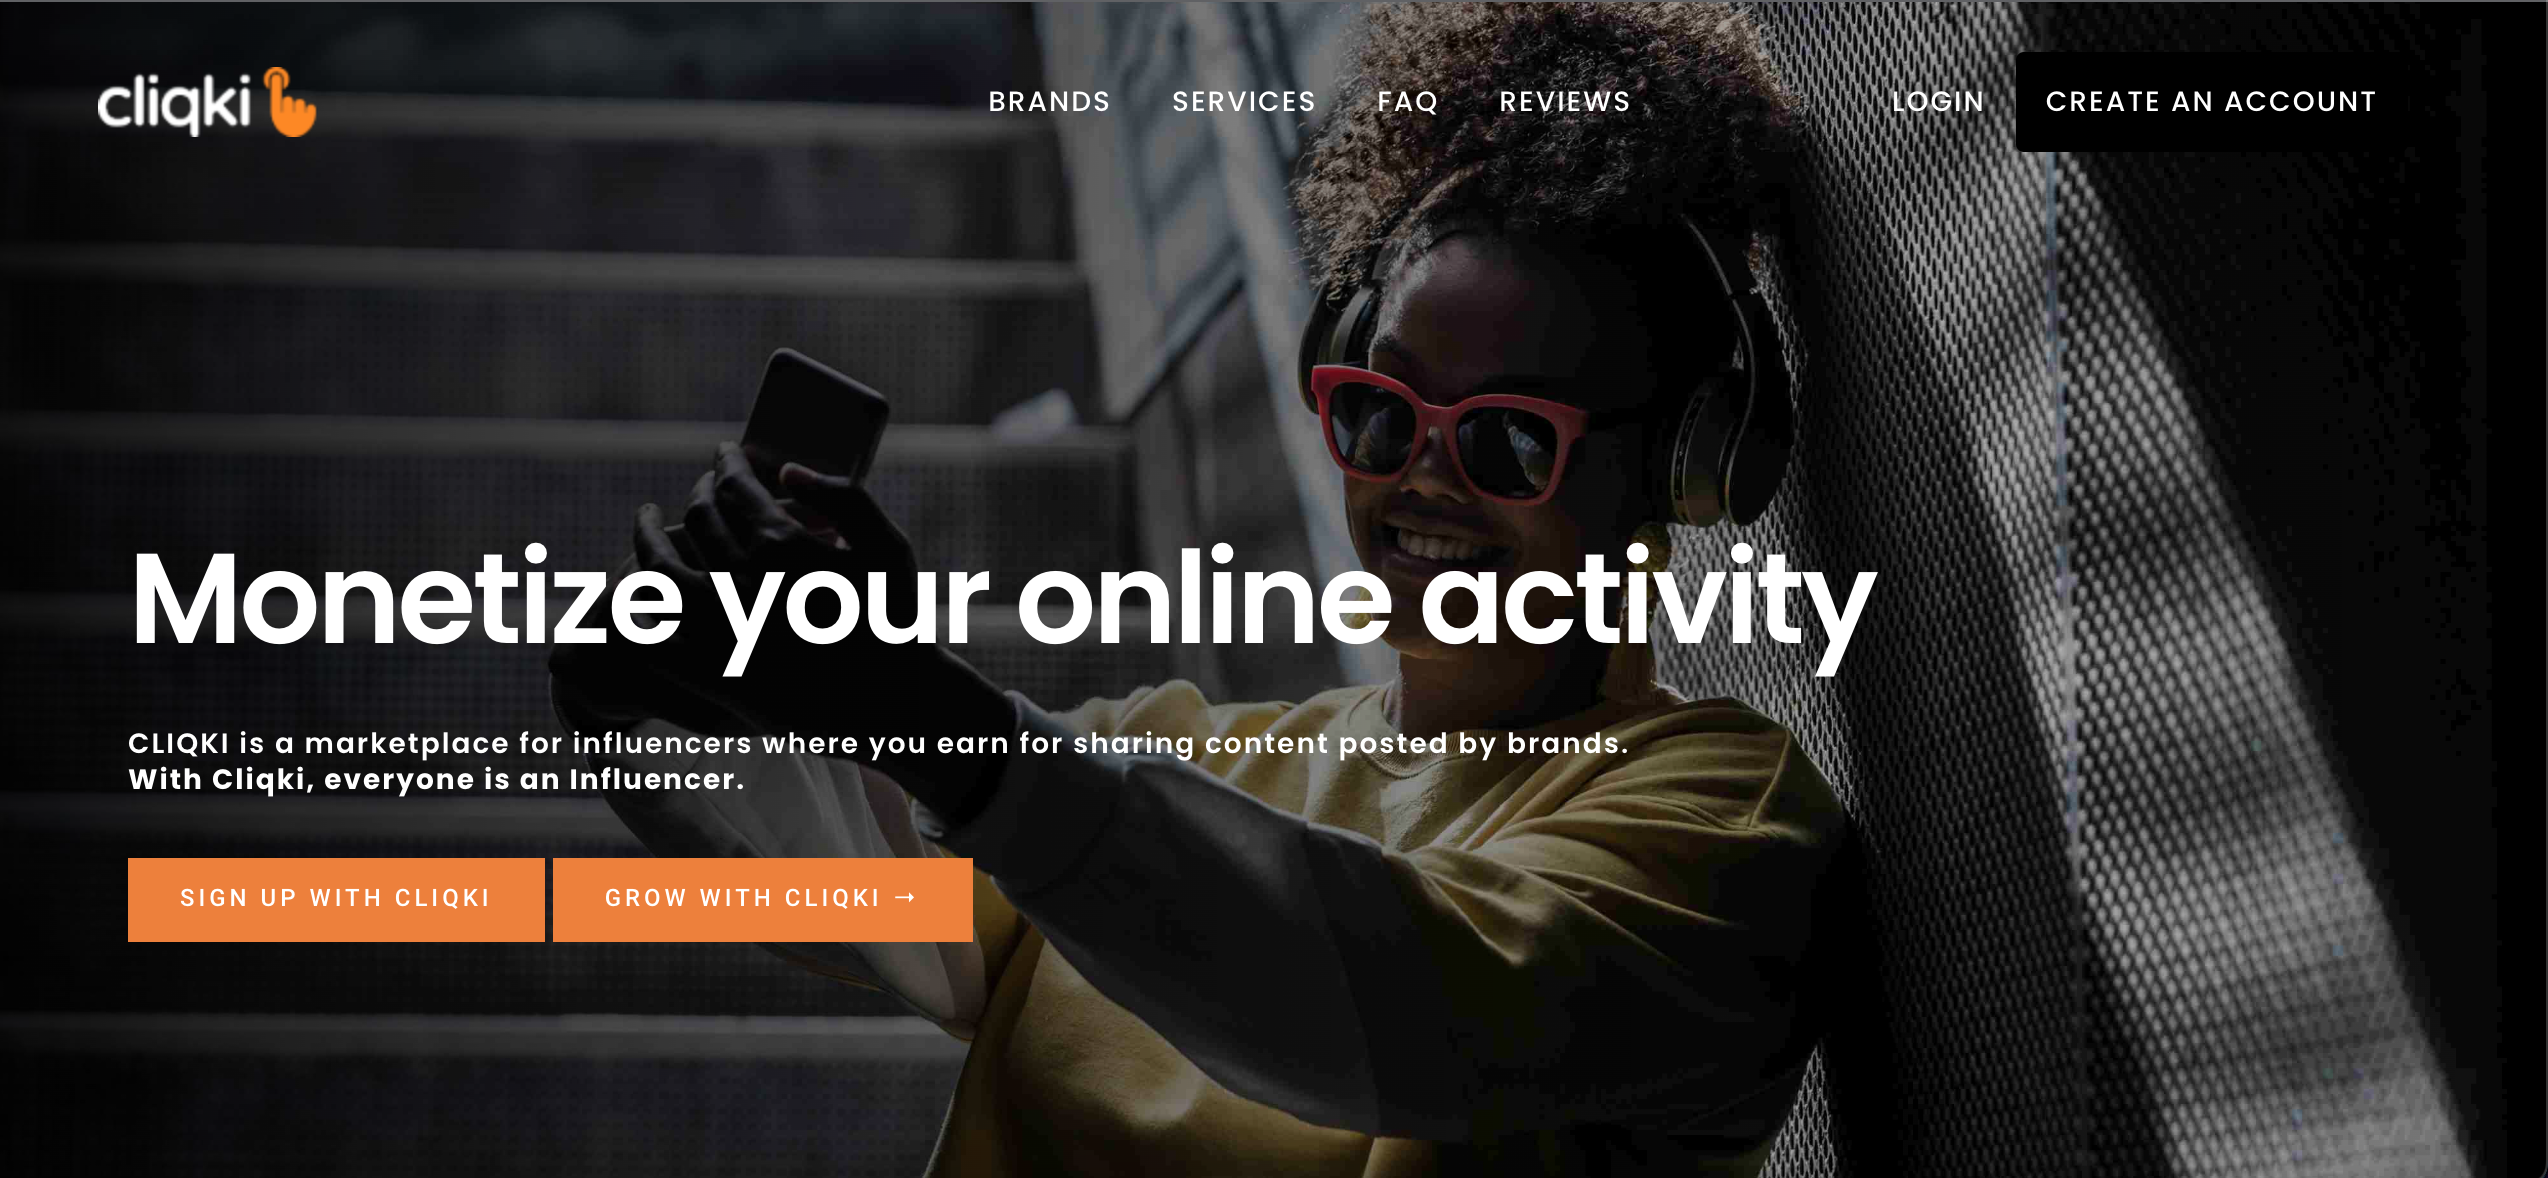 cliqki
BRANDS
SERVICES
FAQ
REVIEWS
LOGIN
CREATE AN ACCOUNT
Monetize your online activity
CLIQKI is a marketplace for influencers where you earn for sharing content posted by brands.
With Cliqki, everyone is an Influencer.
SIGN UP WITH CLIQKI
GROW WITH CLIQKI →